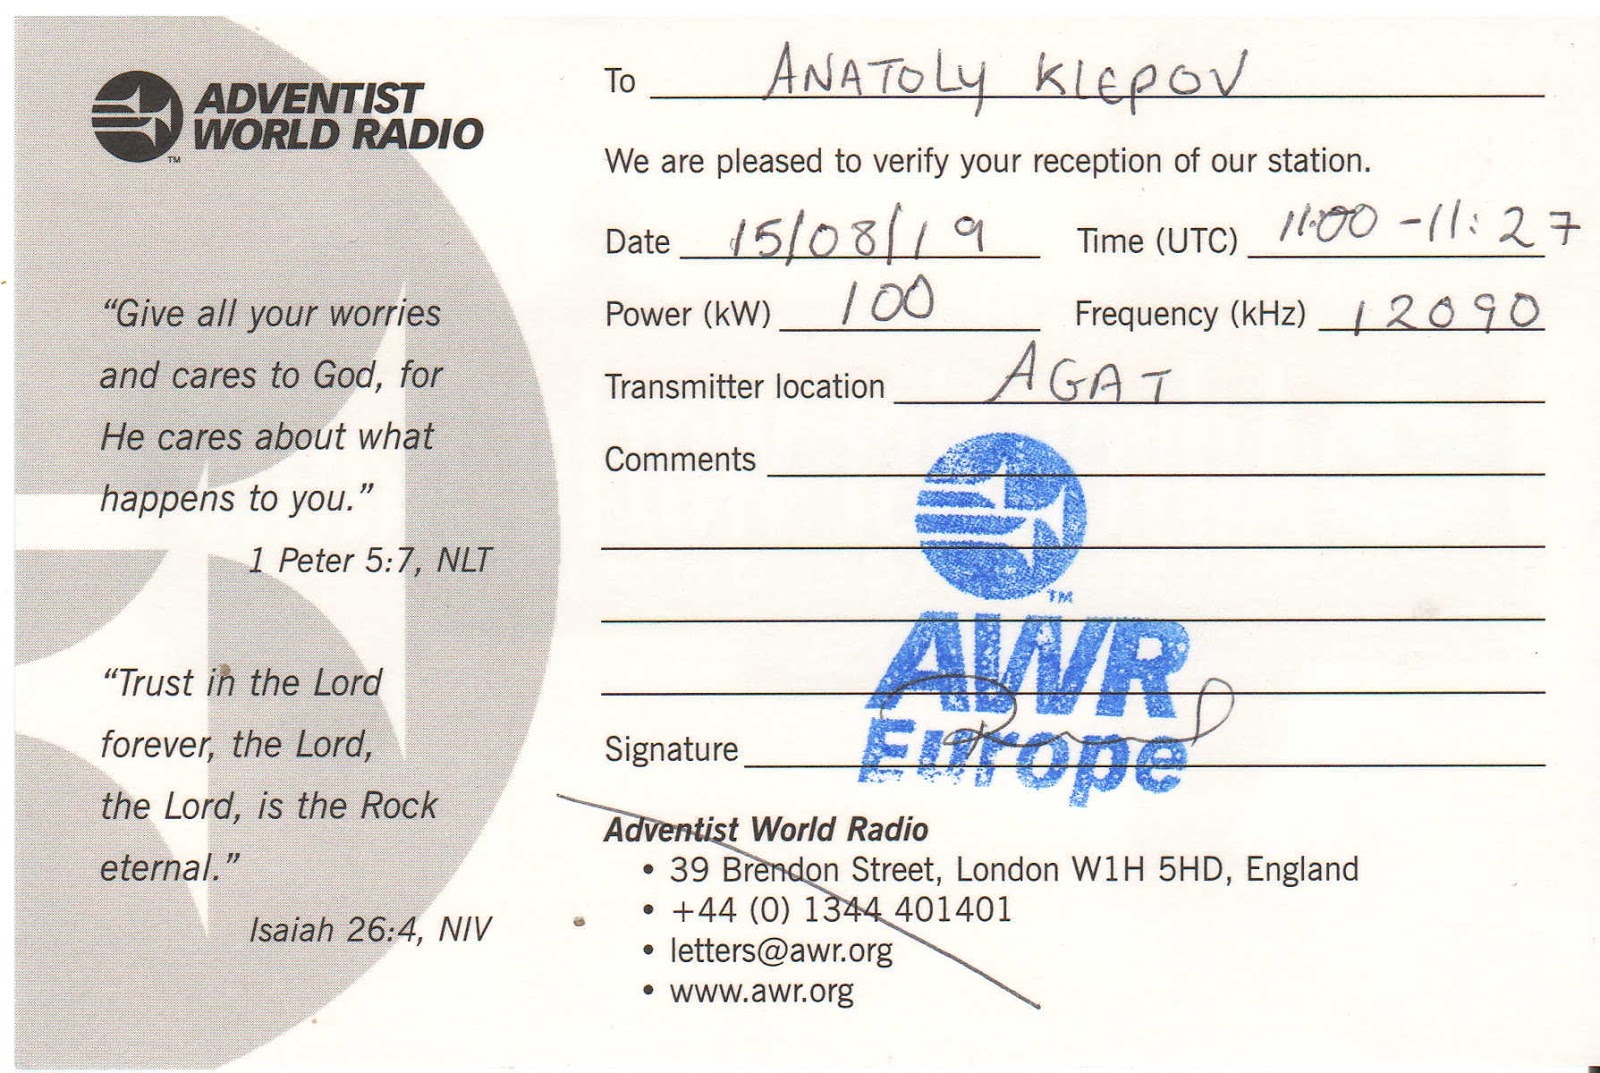 ADVENTIST
WORLD RADIO
TM
"Give all your worries
and cares to God, for
He cares about what
happens to you."
1 Peter 5:7, NLT
"Trust in the Lord
forever, the Lord,
the Lord, is the Rock
eternal."
Isaiah 26:4, NIV
To ANATOLY KLEPOV
We are pleased to verify your reception of our station.
Date 15/08/19 Time (UTC) 11:00-11:27
Power (kW) 100 Frequency (kHz) 12090
Transmitter location AGAT
Comments
TM
AWR
Europe
Signature
Adventist World Radio
• 39 Brendon Street, London W1H 5HD, England
• +44 (0) 1344 401401
• letters@awr.org
• www.awr.org